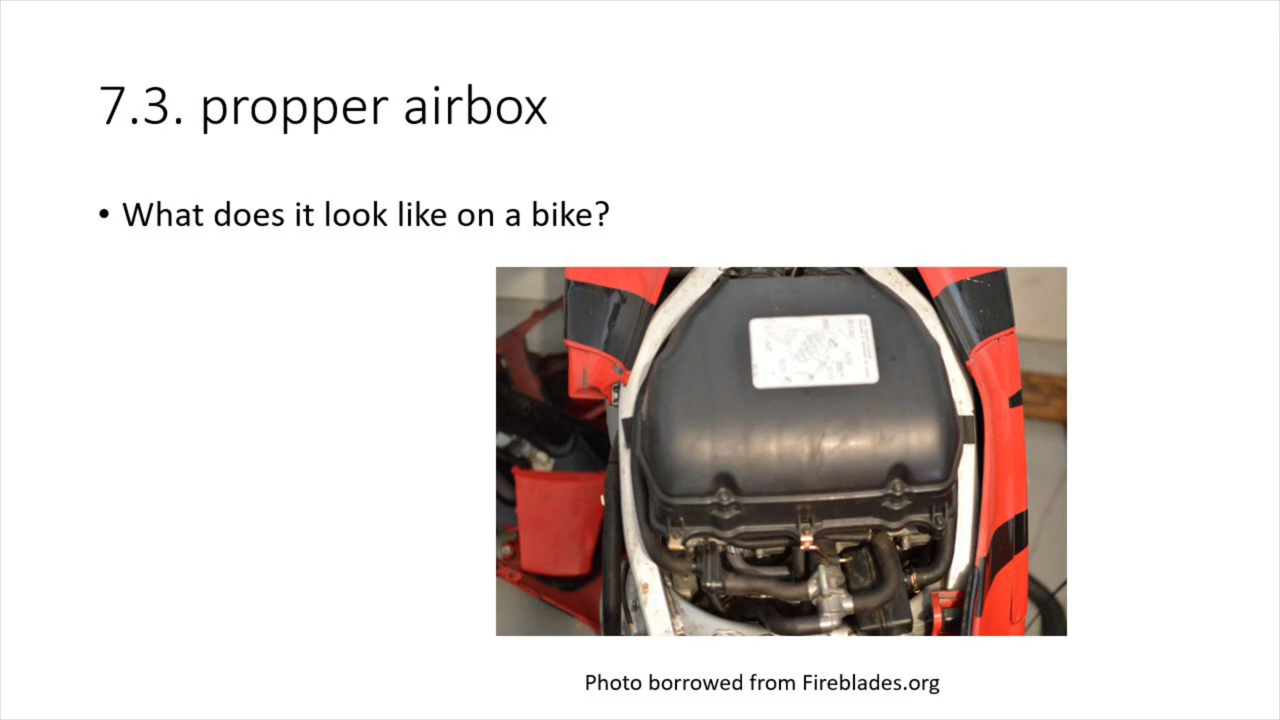 7.3. propper airbox
• What does it look like on a bike?
Photo borrowed from Fireblades.org